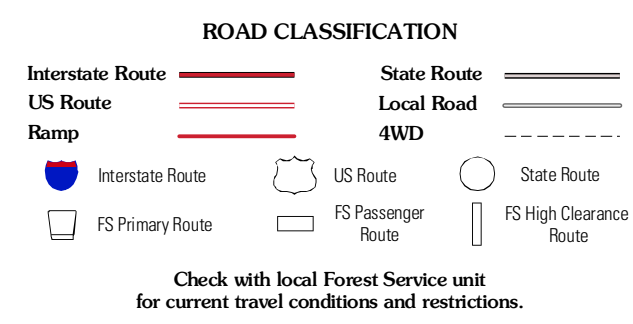 ROAD CLASSIFICATION
Interstate Route State Route
US Route Local Road
Ramp 4WD
Interstate Route US Route State Route
FS Primary Route FS Passenger Route FS High Clearance Route
Check with local Forest Service unit
for current travel conditions and restrictions.